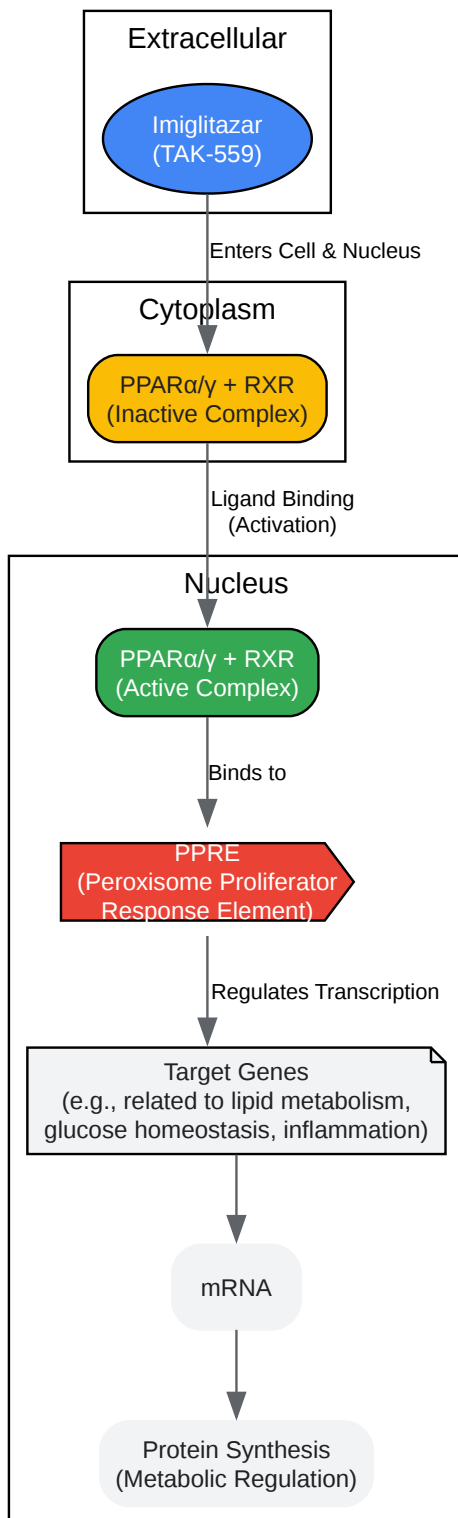 Extracellular
Imiglitazar
(TAK-559)
Enters Cell & Nucleus
Cytoplasm
PPARα/γ + RXR
(Inactive Complex)
Ligand Binding
(Activation)
Nucleus
PPARα/γ + RXR
(Active Complex)
Binds to
PPRE
(Peroxisome Proliferator
Response Element)
Regulates Transcription
Target Genes
(e.g., related to lipid metabolism,
glucose homeostasis, inflammation)
mRNA
Protein Synthesis
(Metabolic Regulation)